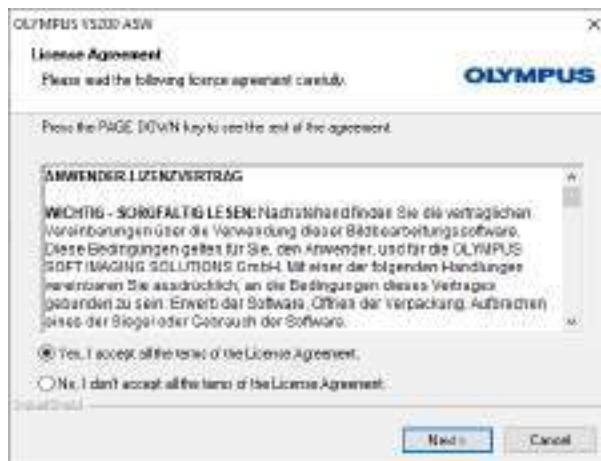 OLYMPUS VS200 ASW
License Agreement
Please read the following licence agreement carefully.
OLYMPUS
Press the PAGE DOWN key to see the rest of the agreement.
ANWENDER-LIZENZVERTRAG
WICHTIG - SORGFÄLTIG LESEN: Nachstehend finden Sie die vertraglichen
Vereinbarungen über die Verwendung dieser Bildbearbeitungssoftware.
Diese Bedingungen gelten für Sie, den Anwender, und für die OLYMPUS
SOFT IMAGING SOLUTIONS GmbH. Mit einer der folgenden Handlungen
vereinbaren Sie ausdrücklich, an die Bedingungen dieses Vertrages
gebunden zu sein: Erwerb der Software, Öffnen der Verpackung, Aufbrechen
eines der Siegel oder Gebrauch der Software.
Yes, I accept all the terms of the License Agreement.
No, I don't accept all the terms of the License Agreement.
InstallShield
Next >
Cancel